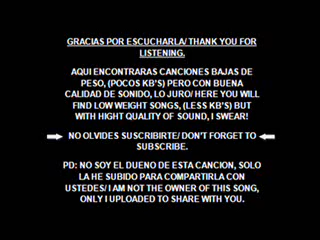 GRACIAS POR ESCUCHARLA/ THANK YOU FOR
LISTENING.
AQUI ENCONTRARAS CANCIONES BAJAS DE
PESO, (POCOS KB'S) PERO CON BUENA
CALIDAD DE SONIDO, LO JURO/ HERE YOU WILL
FIND LOW WEIGHT SONGS, (LESS KB'S) BUT
WITH HIGHT QUALITY OF SOUND, I SWEAR!
NO OLVIDES SUSCRIBIRTE/ DON'T FORGET TO
SUBSCRIBE.
PD: NO SOY EL DUENO DE ESTA CANCION, SOLO
LA HE SUBIDO PARA COMPARTIRLA CON
USTEDES/ I AM NOT THE OWNER OF THIS SONG,
ONLY I UPLOADED TO SHARE WITH YOU.